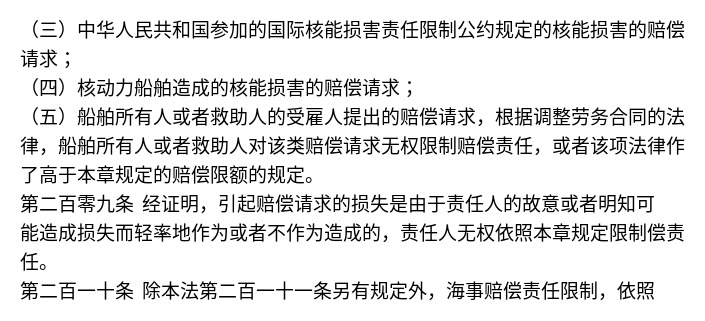 （三）中华人民共和国参加的国际核能损害责任限制公约规定的核能损害的赔偿
请求；
（四）核动力船舶造成的核能损害的赔偿请求；
（五）船舶所有人或者救助人的受雇人提出的赔偿请求，根据调整劳务合同的法
律，船舶所有人或者救助人对该类赔偿请求无权限制赔偿责任，或者该项法律作
了高于本章规定的赔偿限额的规定。
第二百零九条 经证明，引起赔偿请求的损失是由于责任人的故意或者明知可
能造成损失而轻率地作为或者不作为造成的，责任人无权依照本章规定限制偿责
任。
第二百一十条 除本法第二百一十一条另有规定外，海事赔偿责任限制，依照